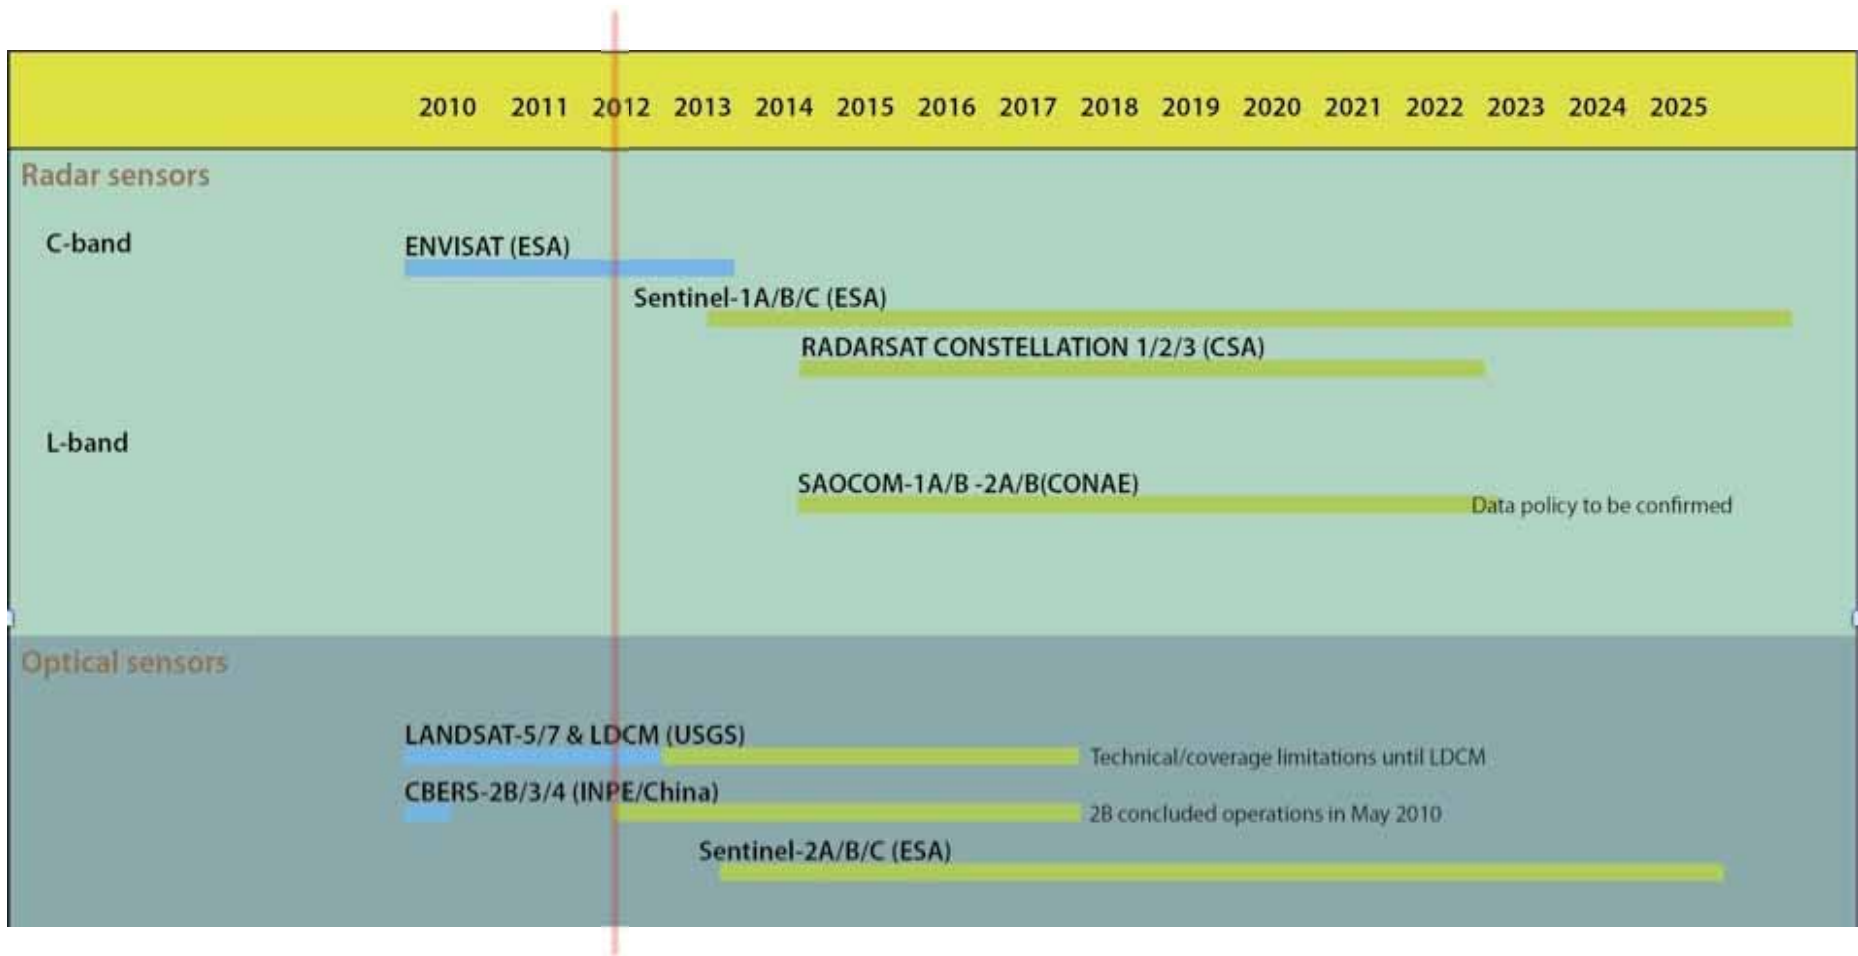 2010 2011 2012 2013 2014 2015 2016 2017 2018 2019 2020 2021 2022 2023 2024 2025
Radar sensors
C-band
ENVISAT (ESA)
Sentinel-1A/B/C (ESA)
RADARSAT CONSTELLATION 1/2/3 (CSA)
L-band
SAOCOM-1A/B -2A/B(CONAE)
Data policy to be confirmed
Optical sensors
LANDSAT-5/7 & LDCM (USGS)
Technical/coverage limitations until LDCM
CBERS-2B/3/4 (INPE/China)
2B concluded operations in May 2010
Sentinel-2A/B/C (ESA)